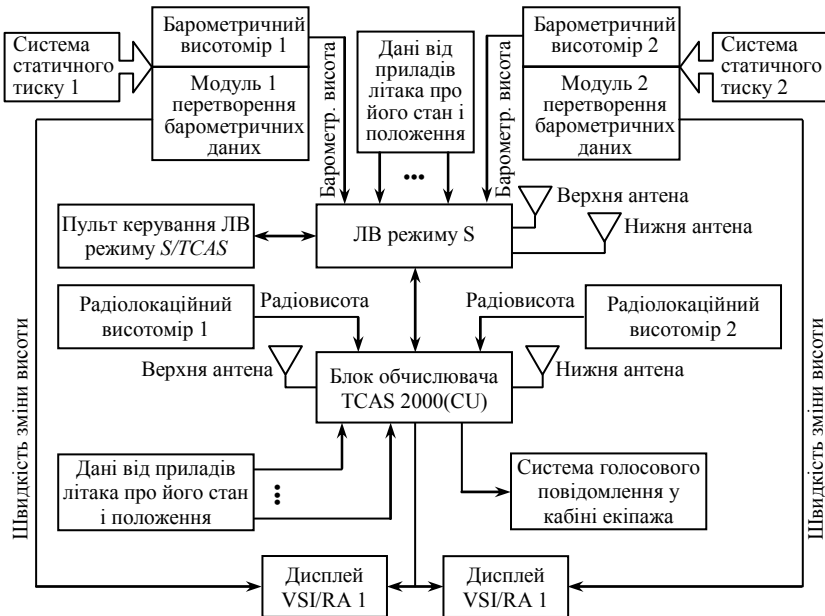 Система
статичного
тиску 1
Барометричний
висотомір 1
Модуль 1
перетворення
барометричних
даних
Барометр. висота
Дані від
приладів
літака про
його стан і
положення
...
Барометр. висота
Барометричний
висотомір 2
Модуль 2
перетворення
барометричних
даних
Система
статичного
тиску 2
Верхня антена
Нижня антена
Пульт керування ЛВ
режиму S/TCAS
ЛВ режиму S
Радіолокаційний
висотомір 1
Радіовисота
Радіовисота
Радіолокаційний
висотомір 2
Верхня антена
Блок обчислювача
TCAS 2000(CU)
Нижня антена
Швидкість зміни висоти
Дані від приладів
літака про його стан
і положення
...
Система голосового
повідомлення у
кабіні екіпажа
Швидкість зміни висоти
Дисплей
VSI/RA 1
Дисплей
VSI/RA 1